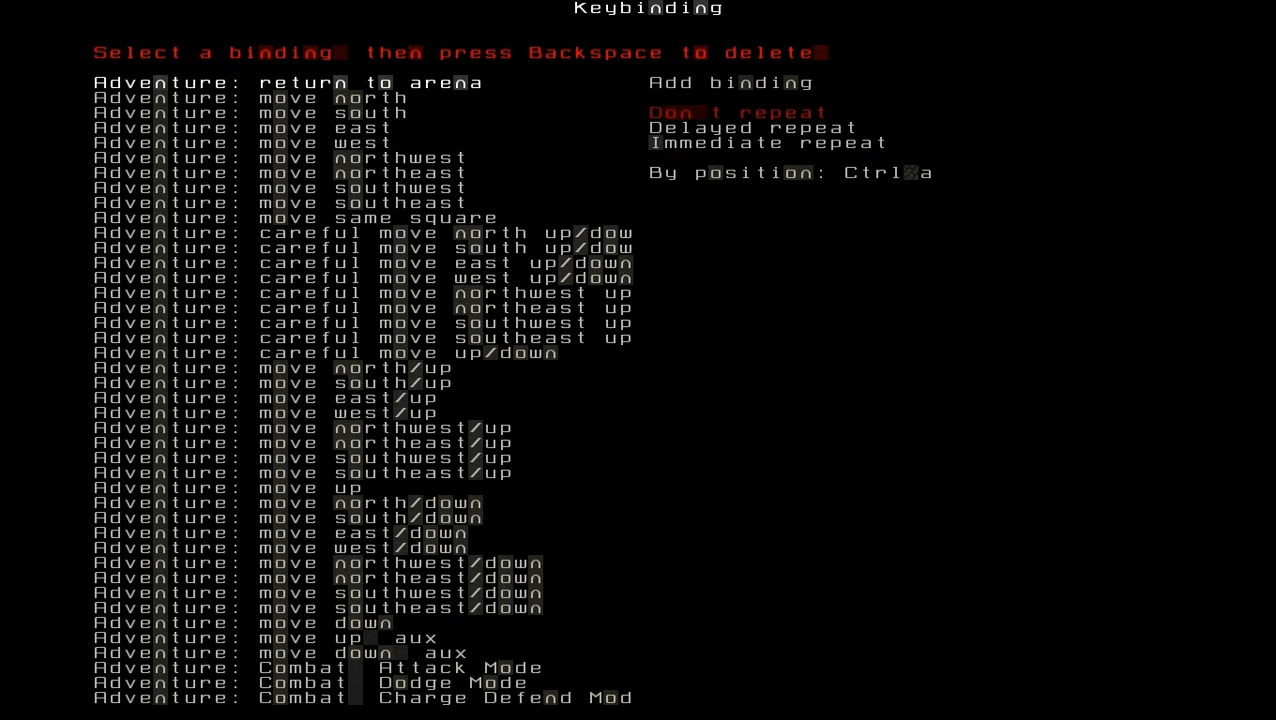 Keybinding
Select a binding then press Backspace to delete
Adventure: return to arena
Adventure: move north
Adventure: move south
Adventure: move east
Adventure: move west
Adventure: move northwest
Adventure: move northeast
Adventure: move southwest
Adventure: move southeast
Adventure: move same square
Adventure: careful move north up/dow
Adventure: careful move south up/dow
Adventure: careful move east up/down
Adventure: careful move west up/down
Adventure: careful move northwest up
Adventure: careful move northeast up
Adventure: careful move southwest up
Adventure: careful move southeast up
Adventure: careful move up/down
Adventure: move north/up
Adventure: move south/up
Adventure: move east/up
Adventure: move west/up
Adventure: move northwest/up
Adventure: move northeast/up
Adventure: move southwest/up
Adventure: move southeast/up
Adventure: move up
Adventure: move north/down
Adventure: move south/down
Adventure: move east/down
Adventure: move west/down
Adventure: move northwest/down
Adventure: move northeast/down
Adventure: move southwest/down
Adventure: move southeast/down
Adventure: move down
Adventure: move up aux
Adventure: move down aux
Adventure: Combat Attack Mode
Adventure: Combat Dodge Mode
Adventure: Combat Charge Defend Mod
Add binding
Don t repeat
Delayed repeat
Immediate repeat
By position: Ctrl a